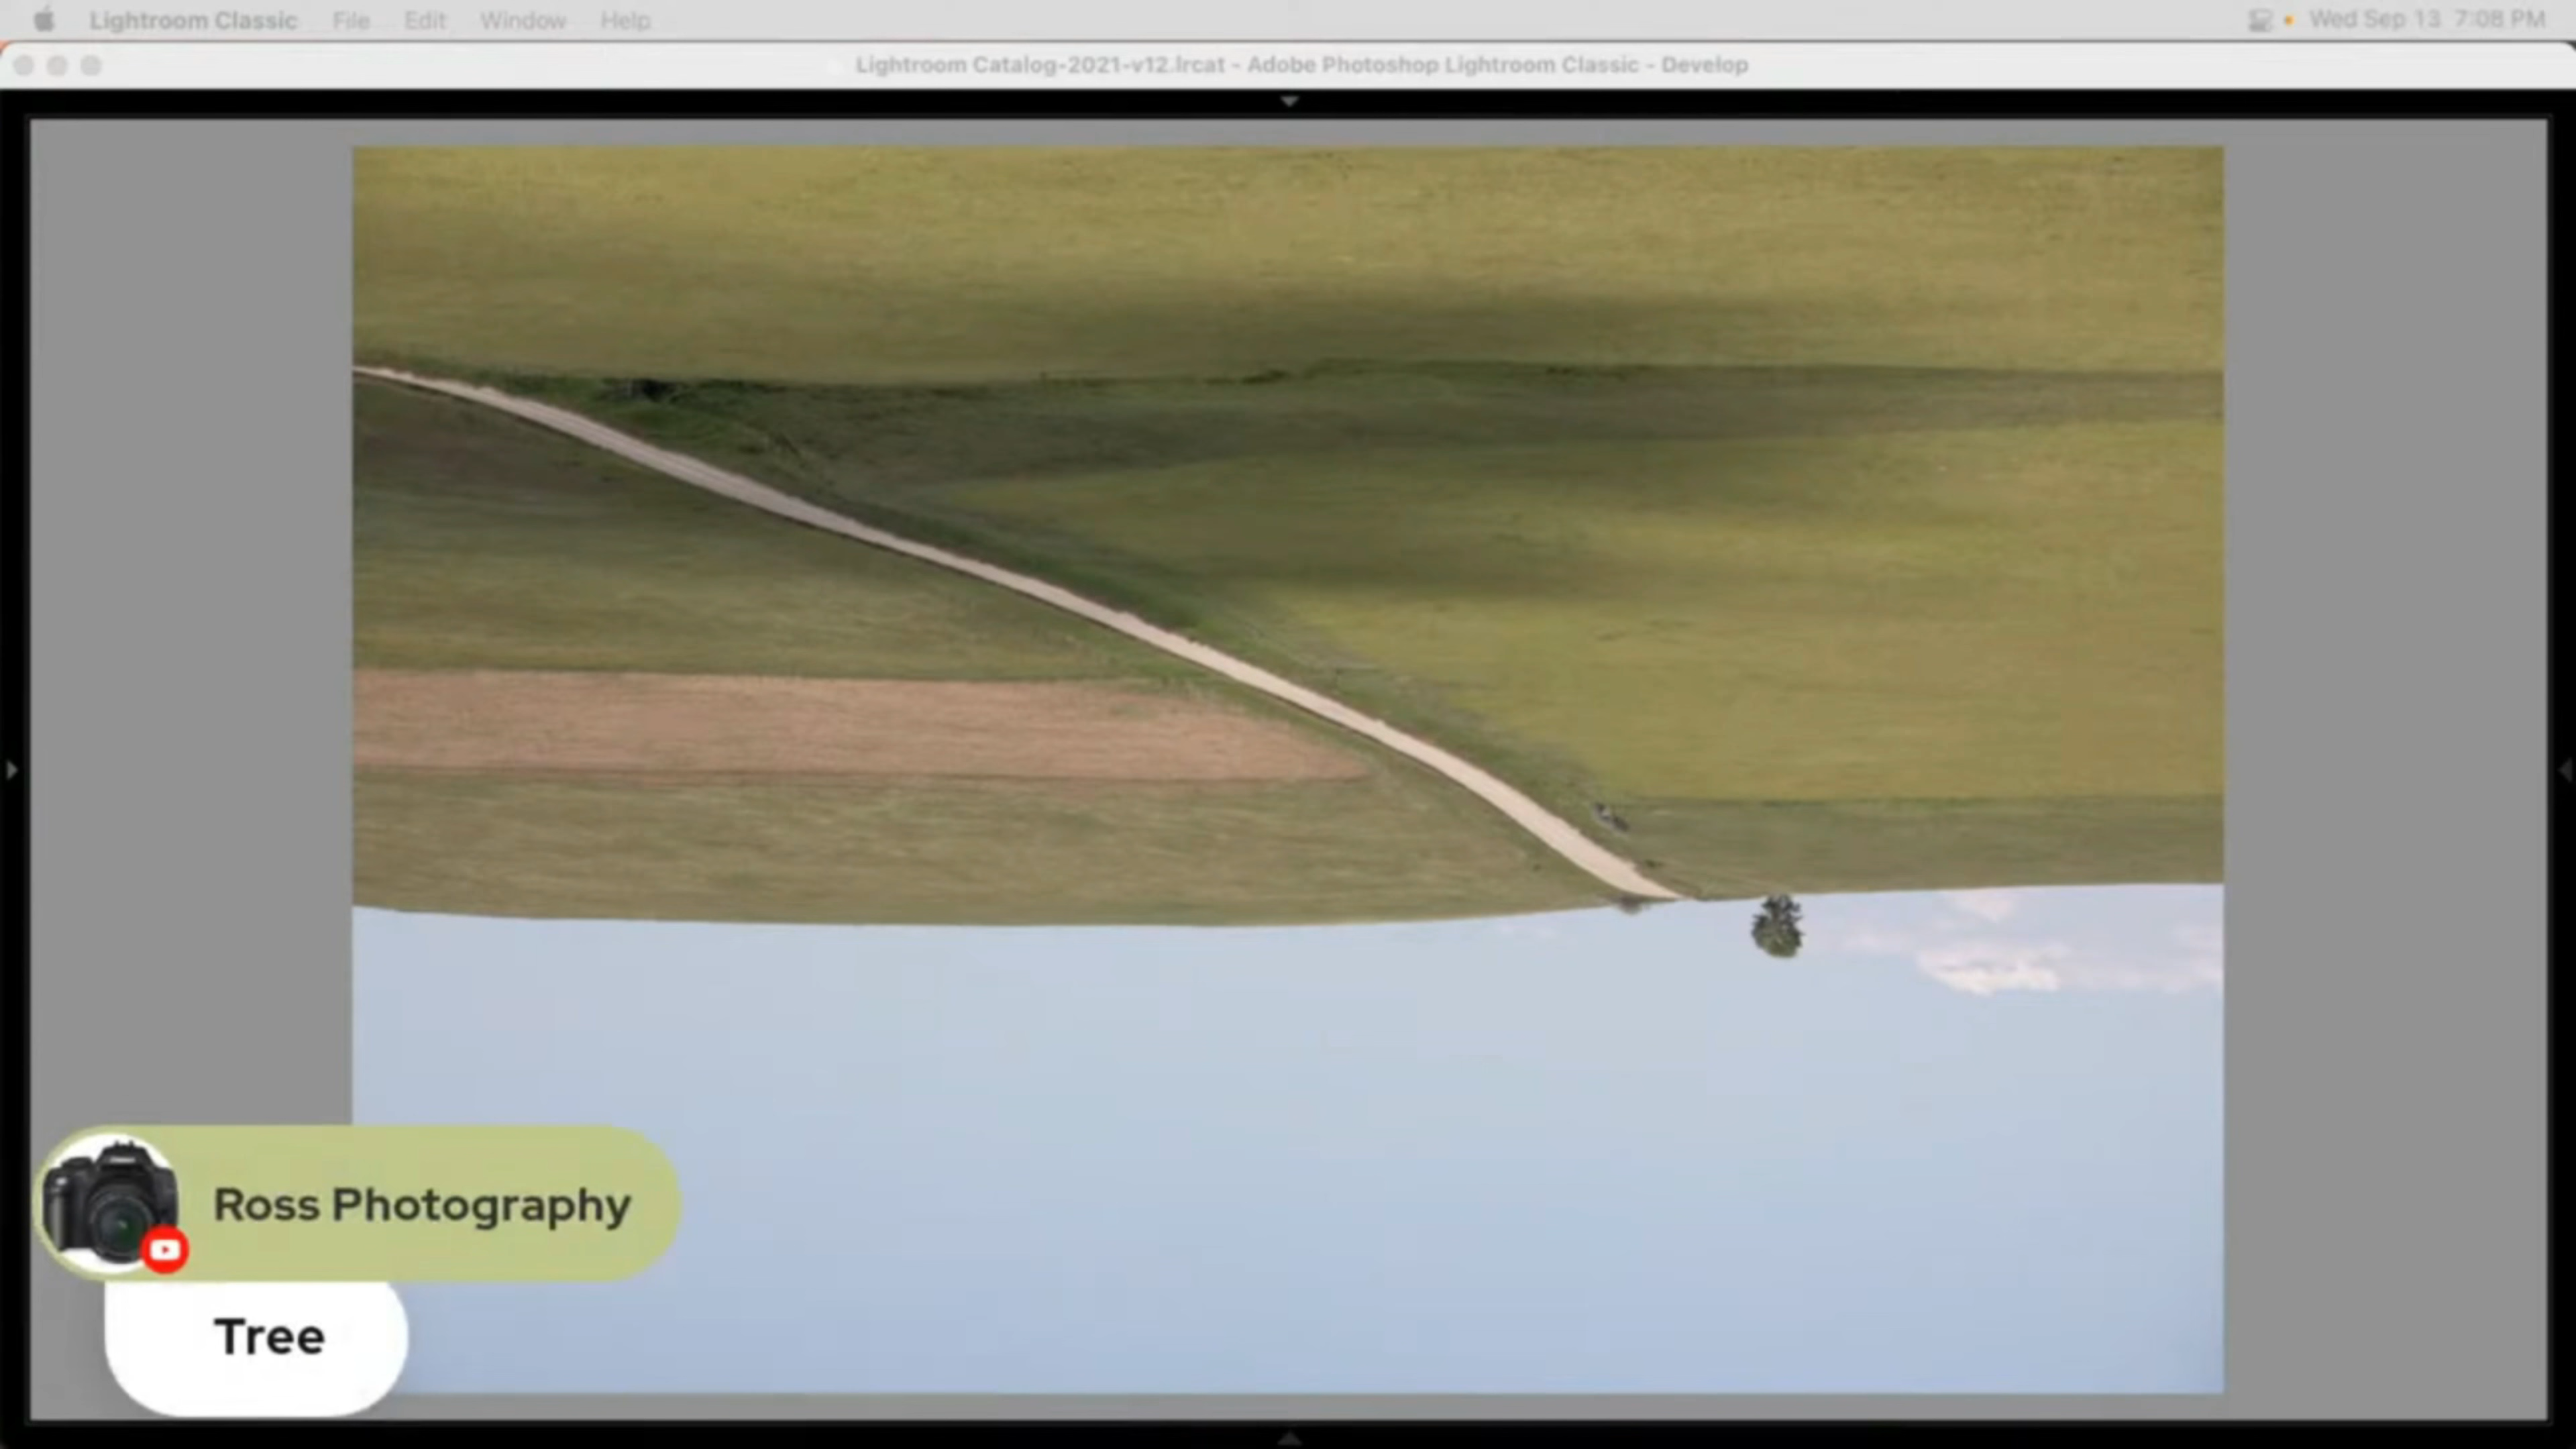 Lightroom Classic File Edit Window Help Wed Sep 13 7:08 PM
Lightroom Catalog-2021-v12.lrcat - Adobe Photoshop Lightroom Classic - Develop
Ross Photography
Tree